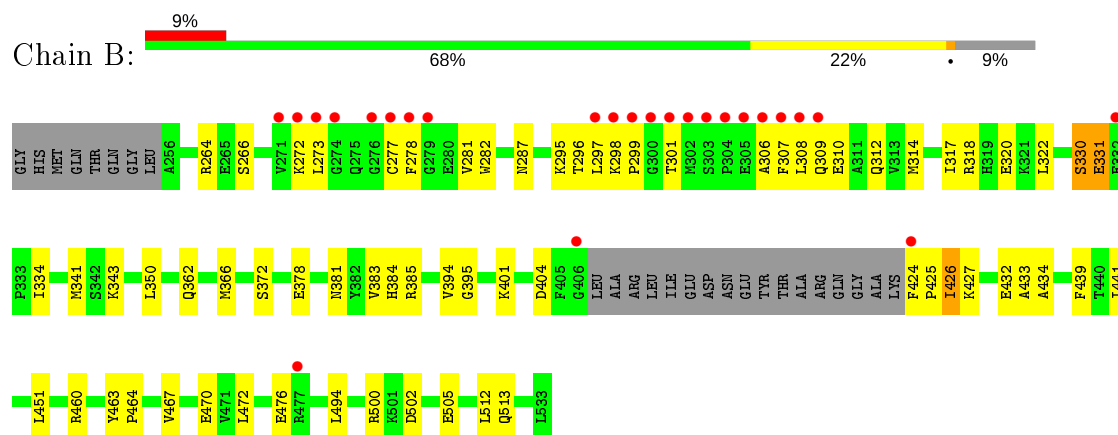 9%
Chain B:
68% 22% • 9%
GLY HIS MET GLN THR GLN GLY LEU A256 R264 E265 S266 V271 K272 L273 G274 Q275 G276 C277 F278 G279 E280 V281 W282 N287 K295 T296 L297 K298 P299 G300 T301 M302 S303 P304 E305 A306 F307 L308 Q309 E310 A311 Q312 V313 M314 I317 R318 H319 E320 K321 L322 S330 E331
P333 I334 M341 S342 K343 L350 Q362 M366 S372 E378 N381 Y382 V383 H384 R385 V394 G395 K401 D404 F405 G406 LEU ALA ARG LEU ILE GLU ASP ASN GLU TYR THR ALA ARG GLN GLY ALA LYS F424 P425 I426 K427 E432 A433 A434 F439 T440
L451 R460 Y463 P464 V467 E470 V471 L472 E476 R477 L494 R500 K501 D502 E505 L512 Q513 L533